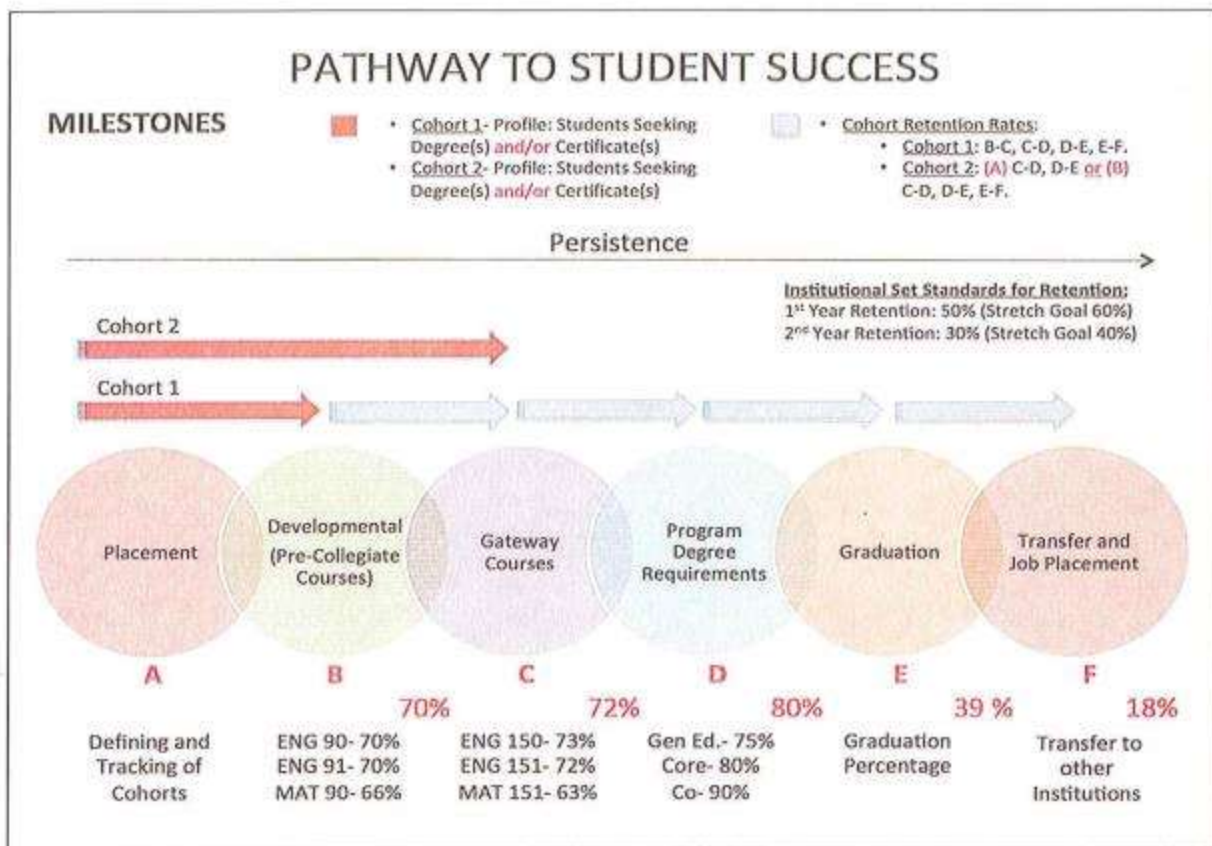 PATHWAY TO STUDENT SUCCESS
MILESTONES
• Cohort 1- Profile: Students Seeking
Degree(s) and/or Certificate(s)
• Cohort 2- Profile: Students Seeking
Degree(s) and/or Certificate(s)
• Cohort Retention Rates:
• Cohort 1: B-C, C-D, D-E, E-F.
• Cohort 2: (A) C-D, D-E or (B)
C-D, D-E, E-F.
Persistence
Institutional Set Standards for Retention:
1st Year Retention: 50% (Stretch Goal 60%)
2nd Year Retention: 30% (Stretch Goal 40%)
Cohort 2
Cohort 1
Placement
Developmental
(Pre-Collegiate
Courses)
Gateway
Courses
Program
Degree
Requirements
Graduation
Transfer and
Job Placement
A
B
C
D
E
F
70%
72%
80%
39 %
18%
Defining and
Tracking of
Cohorts
ENG 90- 70%
ENG 91- 70%
MAT 90- 66%
ENG 150- 73%
ENG 151- 72%
MAT 151- 63%
Gen Ed.- 75%
Core- 80%
Co- 90%
Graduation
Percentage
Transfer to
other
Institutions